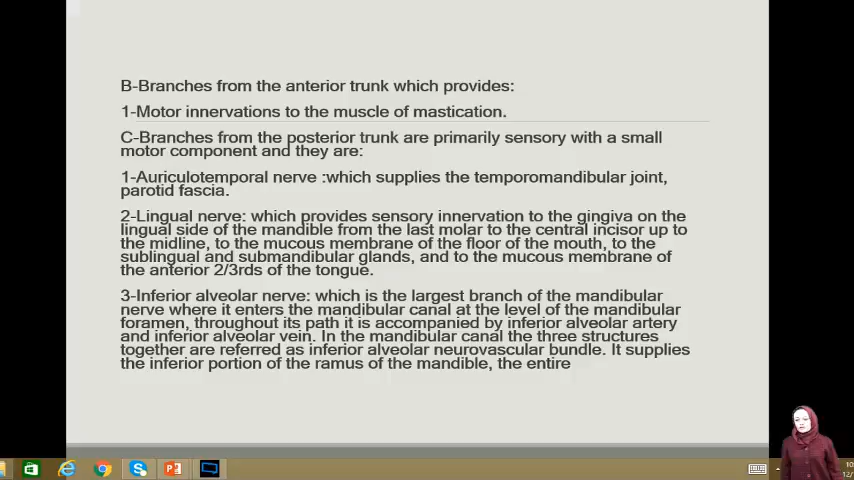 B-Branches from the anterior trunk which provides:
1-Motor innervations to the muscle of mastication.
C-Branches from the posterior trunk are primarily sensory with a small
motor component and they are:
1-Auriculotemporal nerve :which supplies the temporomandibular joint,
parotid fascia.
2-Lingual nerve: which provides sensory innervation to the gingiva on the
lingual side of the mandible from the last molar to the central incisor up to
the midline, to the mucous membrane of the floor of the mouth, to the
sublingual and submandibular glands, and to the mucous membrane of
the anterior 2/3rds of the tongue.
3-Inferior alveolar nerve: which is the largest branch of the mandibular
nerve where it enters the mandibular canal at the level of the mandibular
foramen, throughout its path it is accompanied by inferior alveolar artery
and inferior alveolar vein. In the mandibular canal the three structures
together are referred as inferior alveolar neurovascular bundle. It supplies
the inferior portion of the ramus of the mandible, the entire